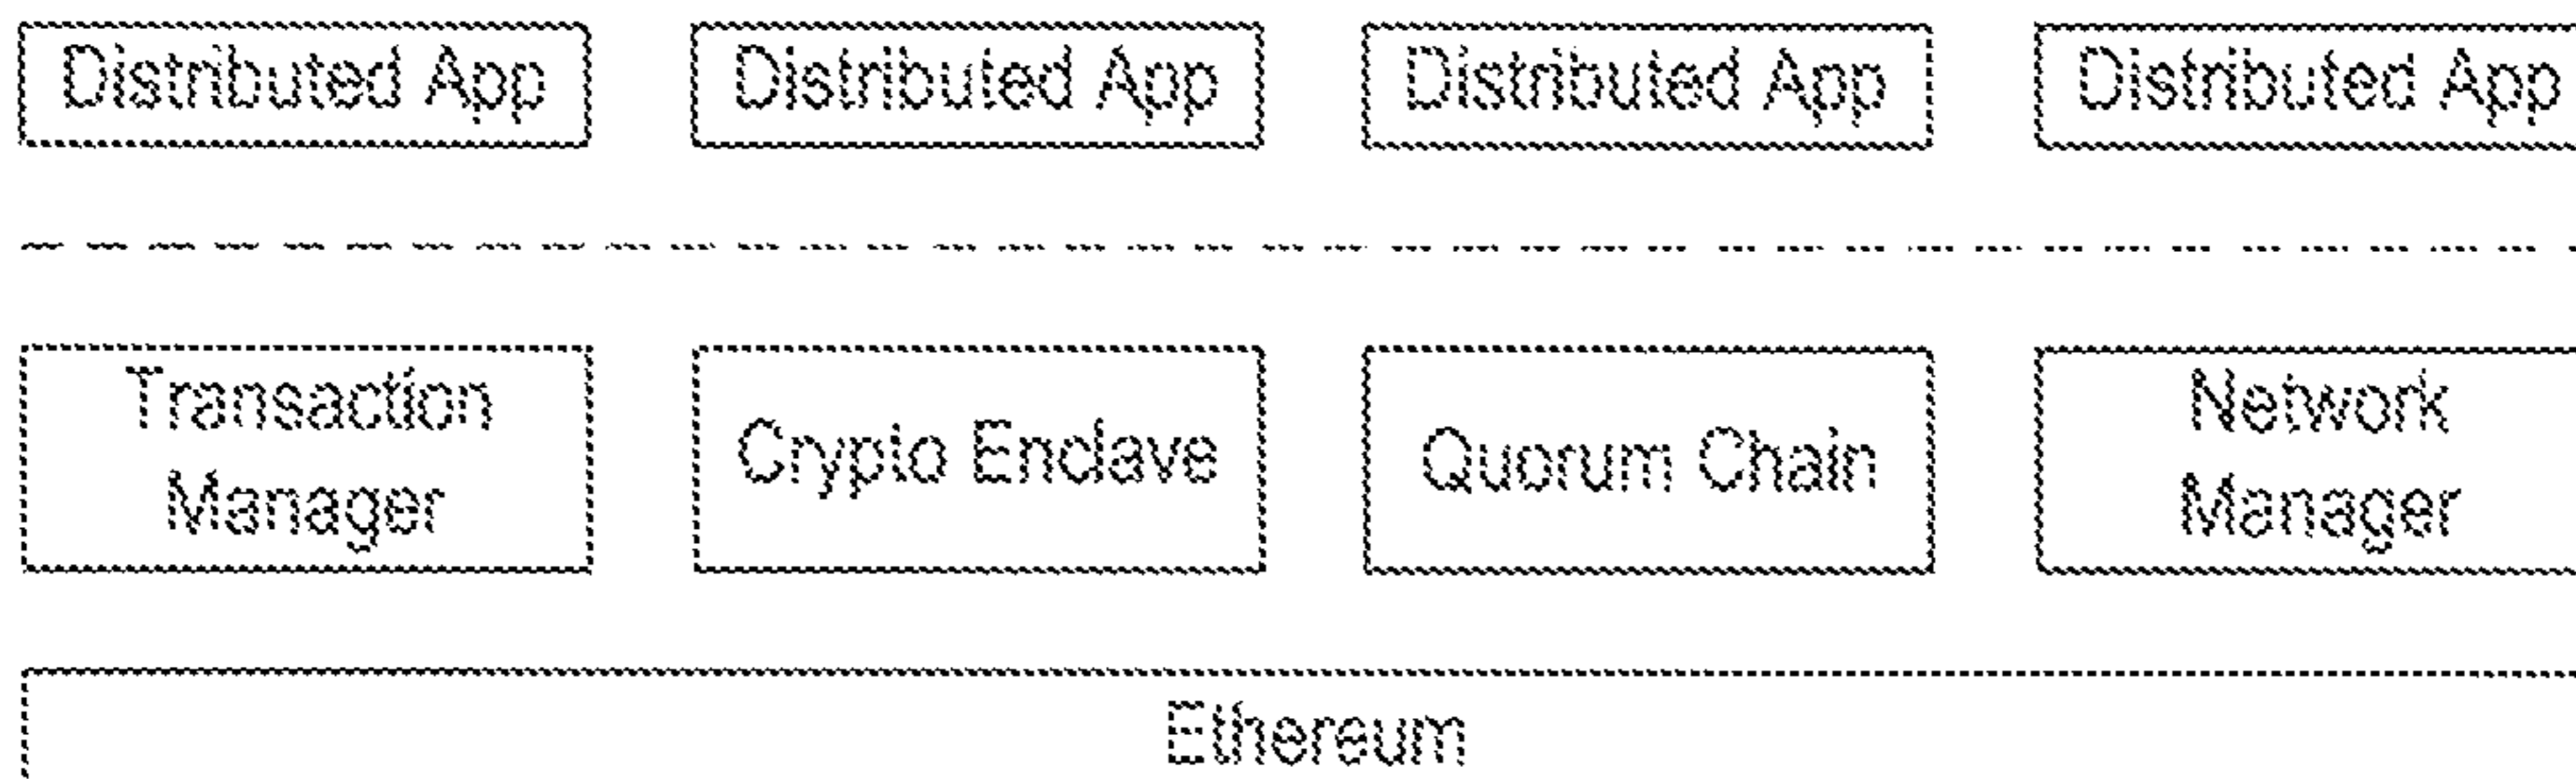 Distributed App Distributed App Distributed App Distributed App
Transaction
Manager
Crypto Enclave
Quorum Chain
Network
Manager
Ethereum